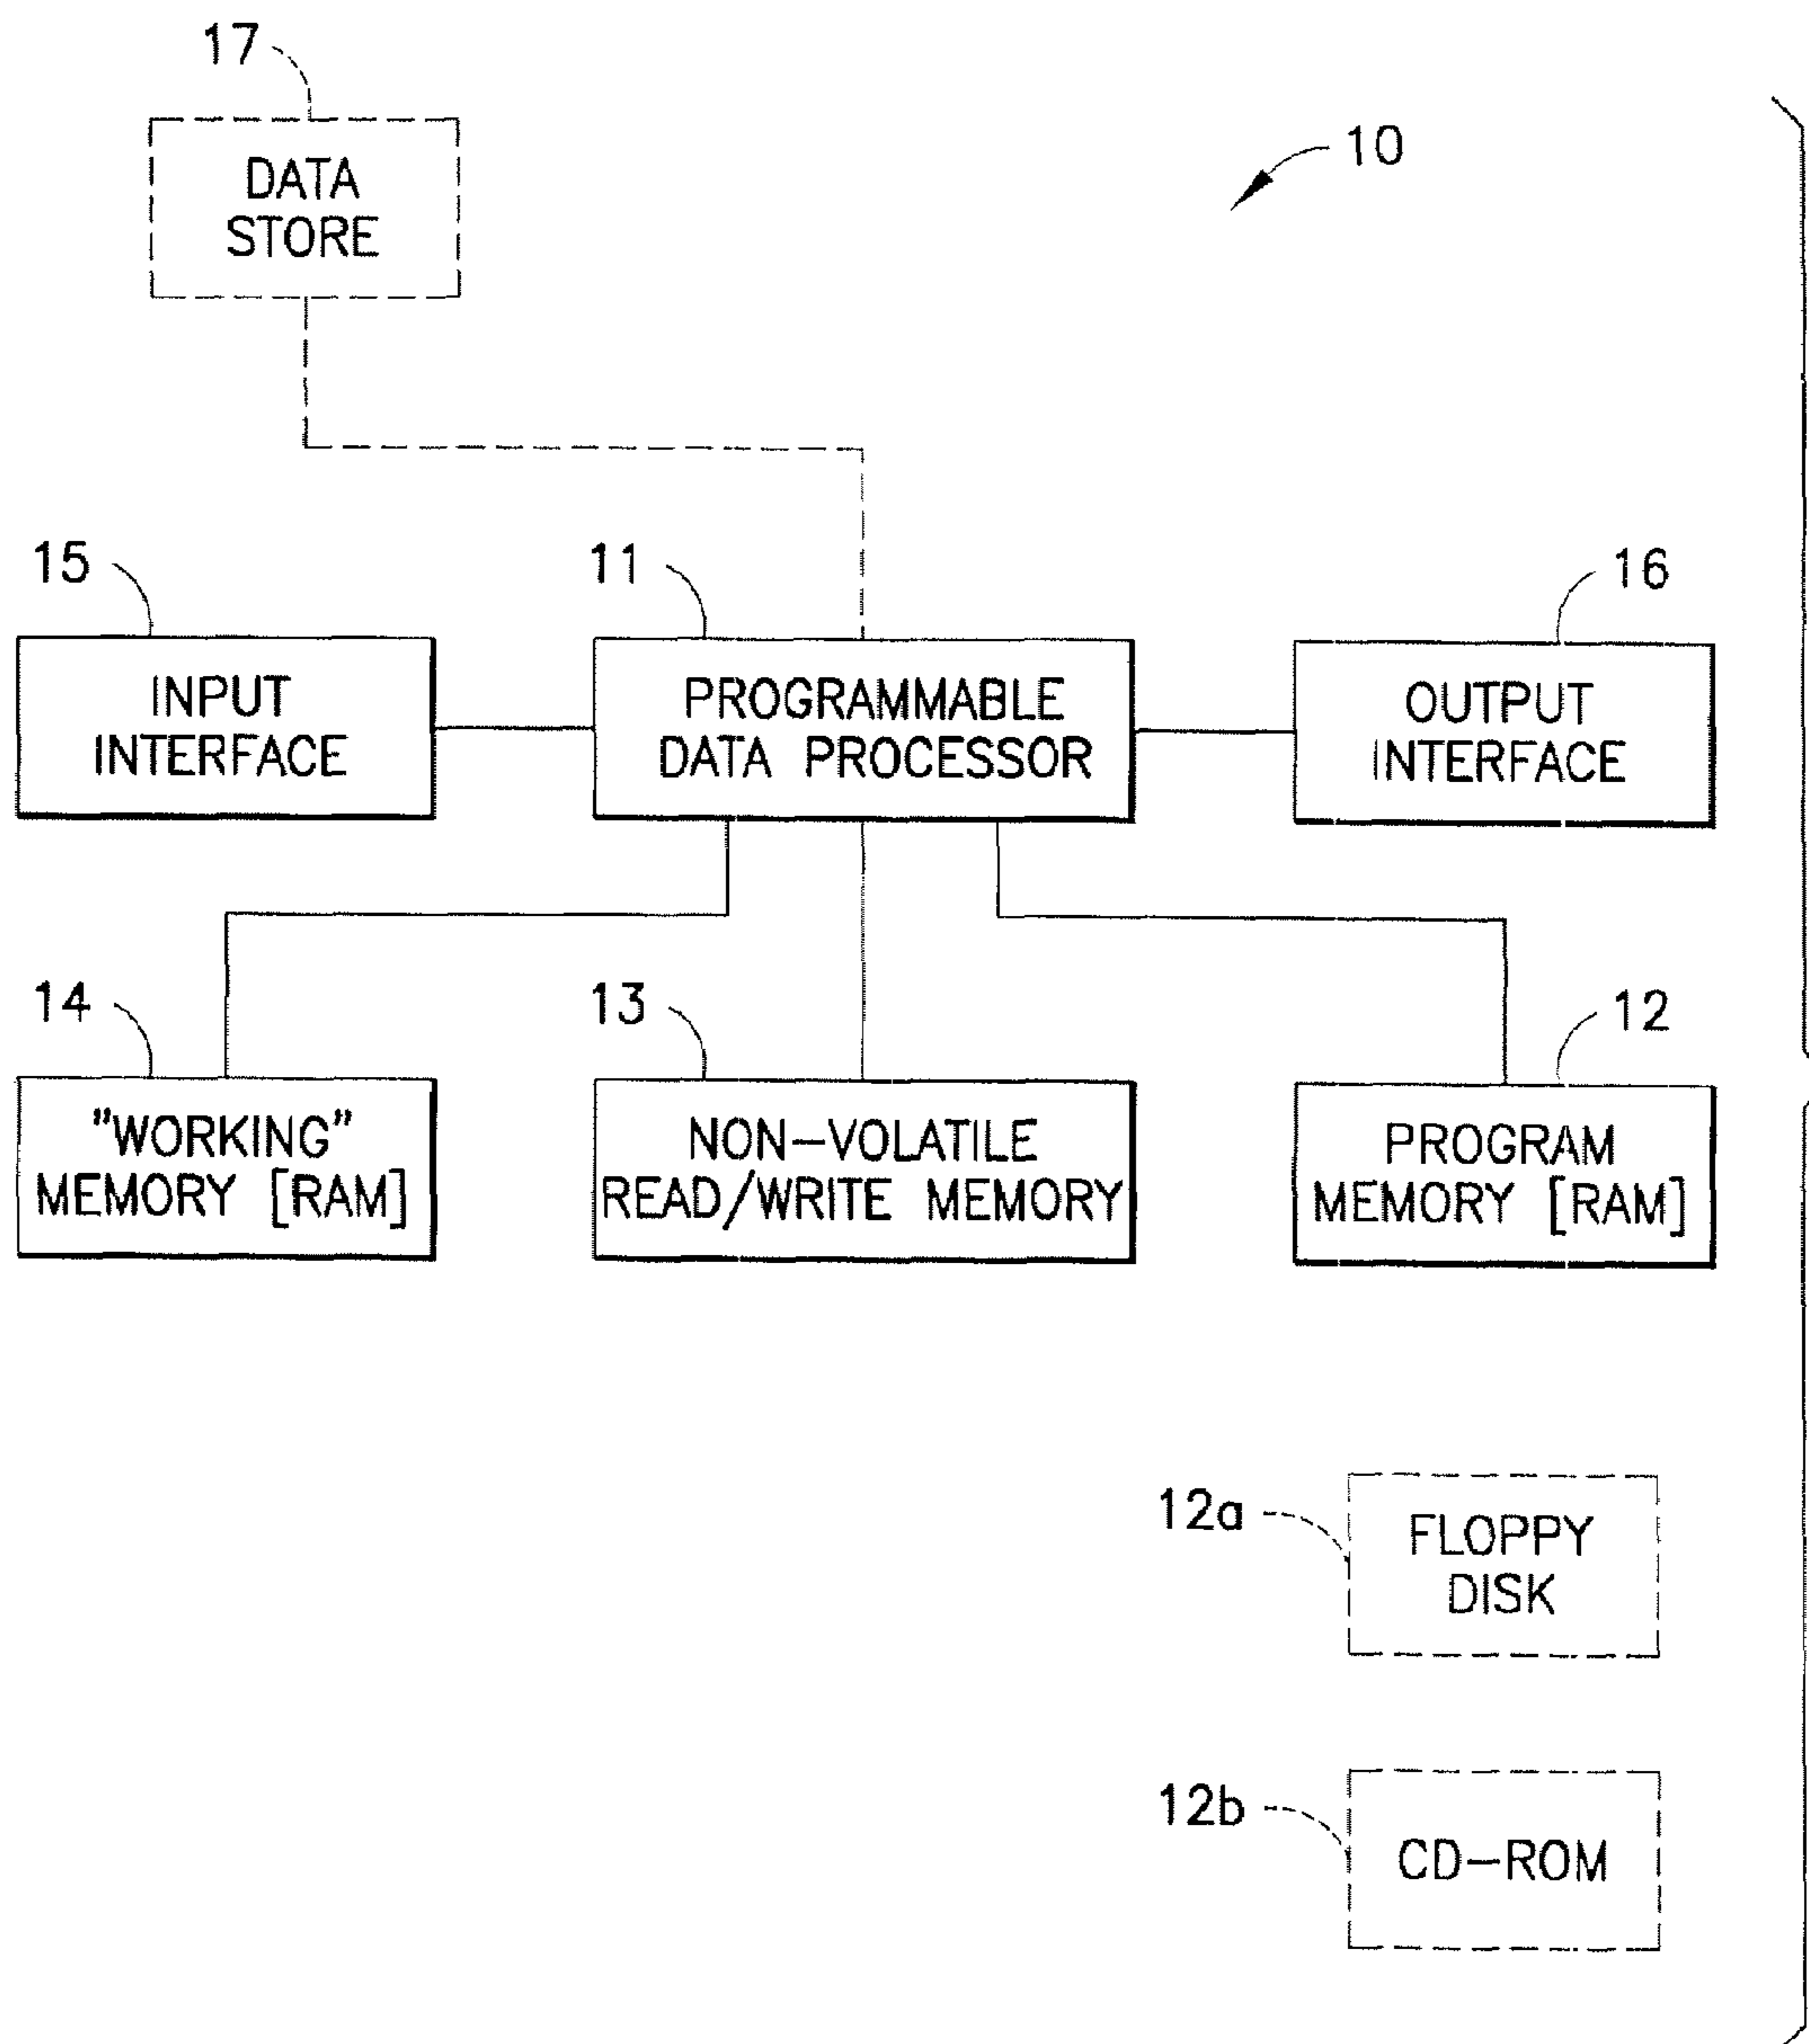 17
DATA
STORE
10
15
11
16
INPUT
INTERFACE
PROGRAMMABLE
DATA PROCESSOR
OUTPUT
INTERFACE
14
13
12
"WORKING"
MEMORY [RAM]
NON-VOLATILE
READ/WRITE MEMORY
PROGRAM
MEMORY [RAM]
12a
FLOPPY
DISK
12b
CD-ROM